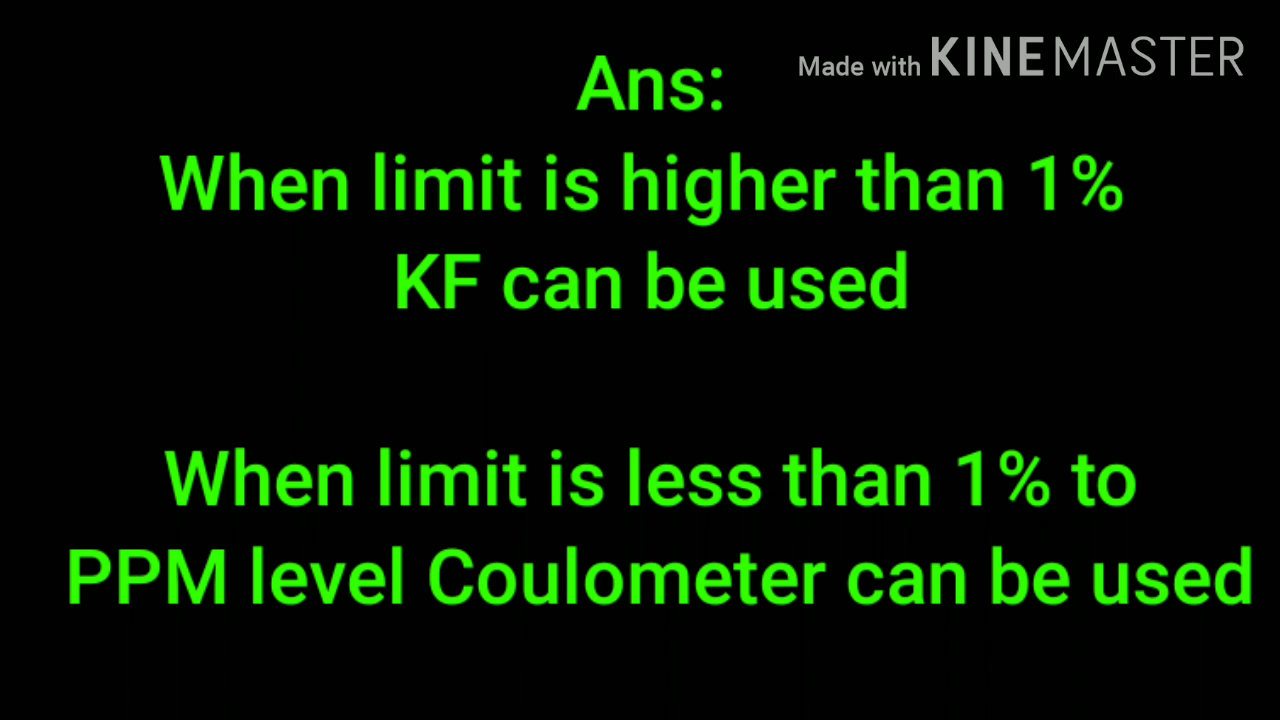 Made with KINEMASTER
Ans:
When limit is higher than 1%
KF can be used
When limit is less than 1% to
PPM level Coulometer can be used